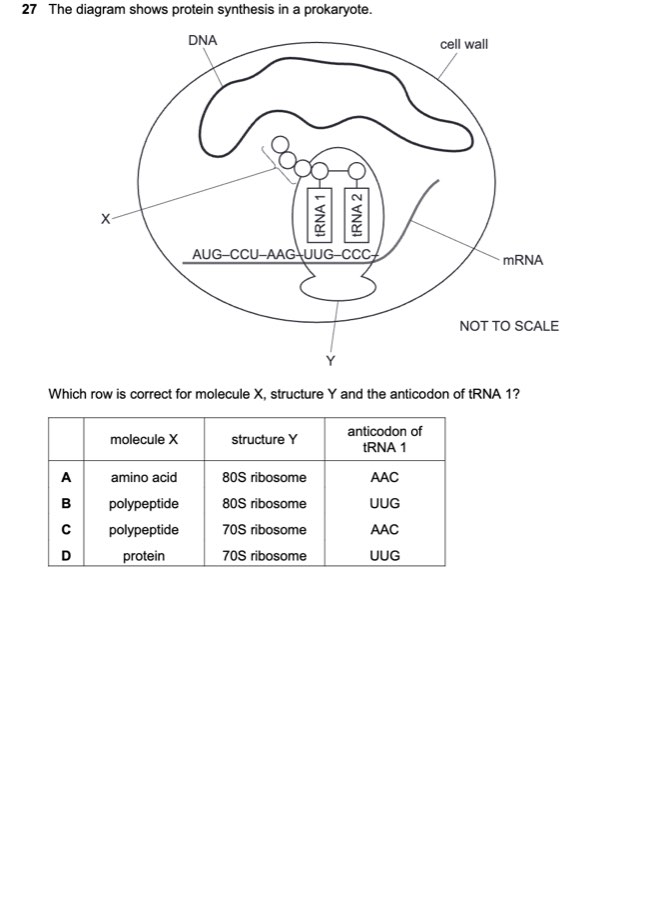 27 The diagram shows protein synthesis in a prokaryote.
DNA
cell wall
X
tRNA 1
tRNA 2
AUG–CCU–AAG–UUG–CCC–
mRNA
NOT TO SCALE
Y
Which row is correct for molecule X, structure Y and the anticodon of tRNA 1?
molecule X structure Y anticodon of tRNA 1
A amino acid 80S ribosome AAC
B polypeptide 80S ribosome UUG
C polypeptide 70S ribosome AAC
D protein 70S ribosome UUG